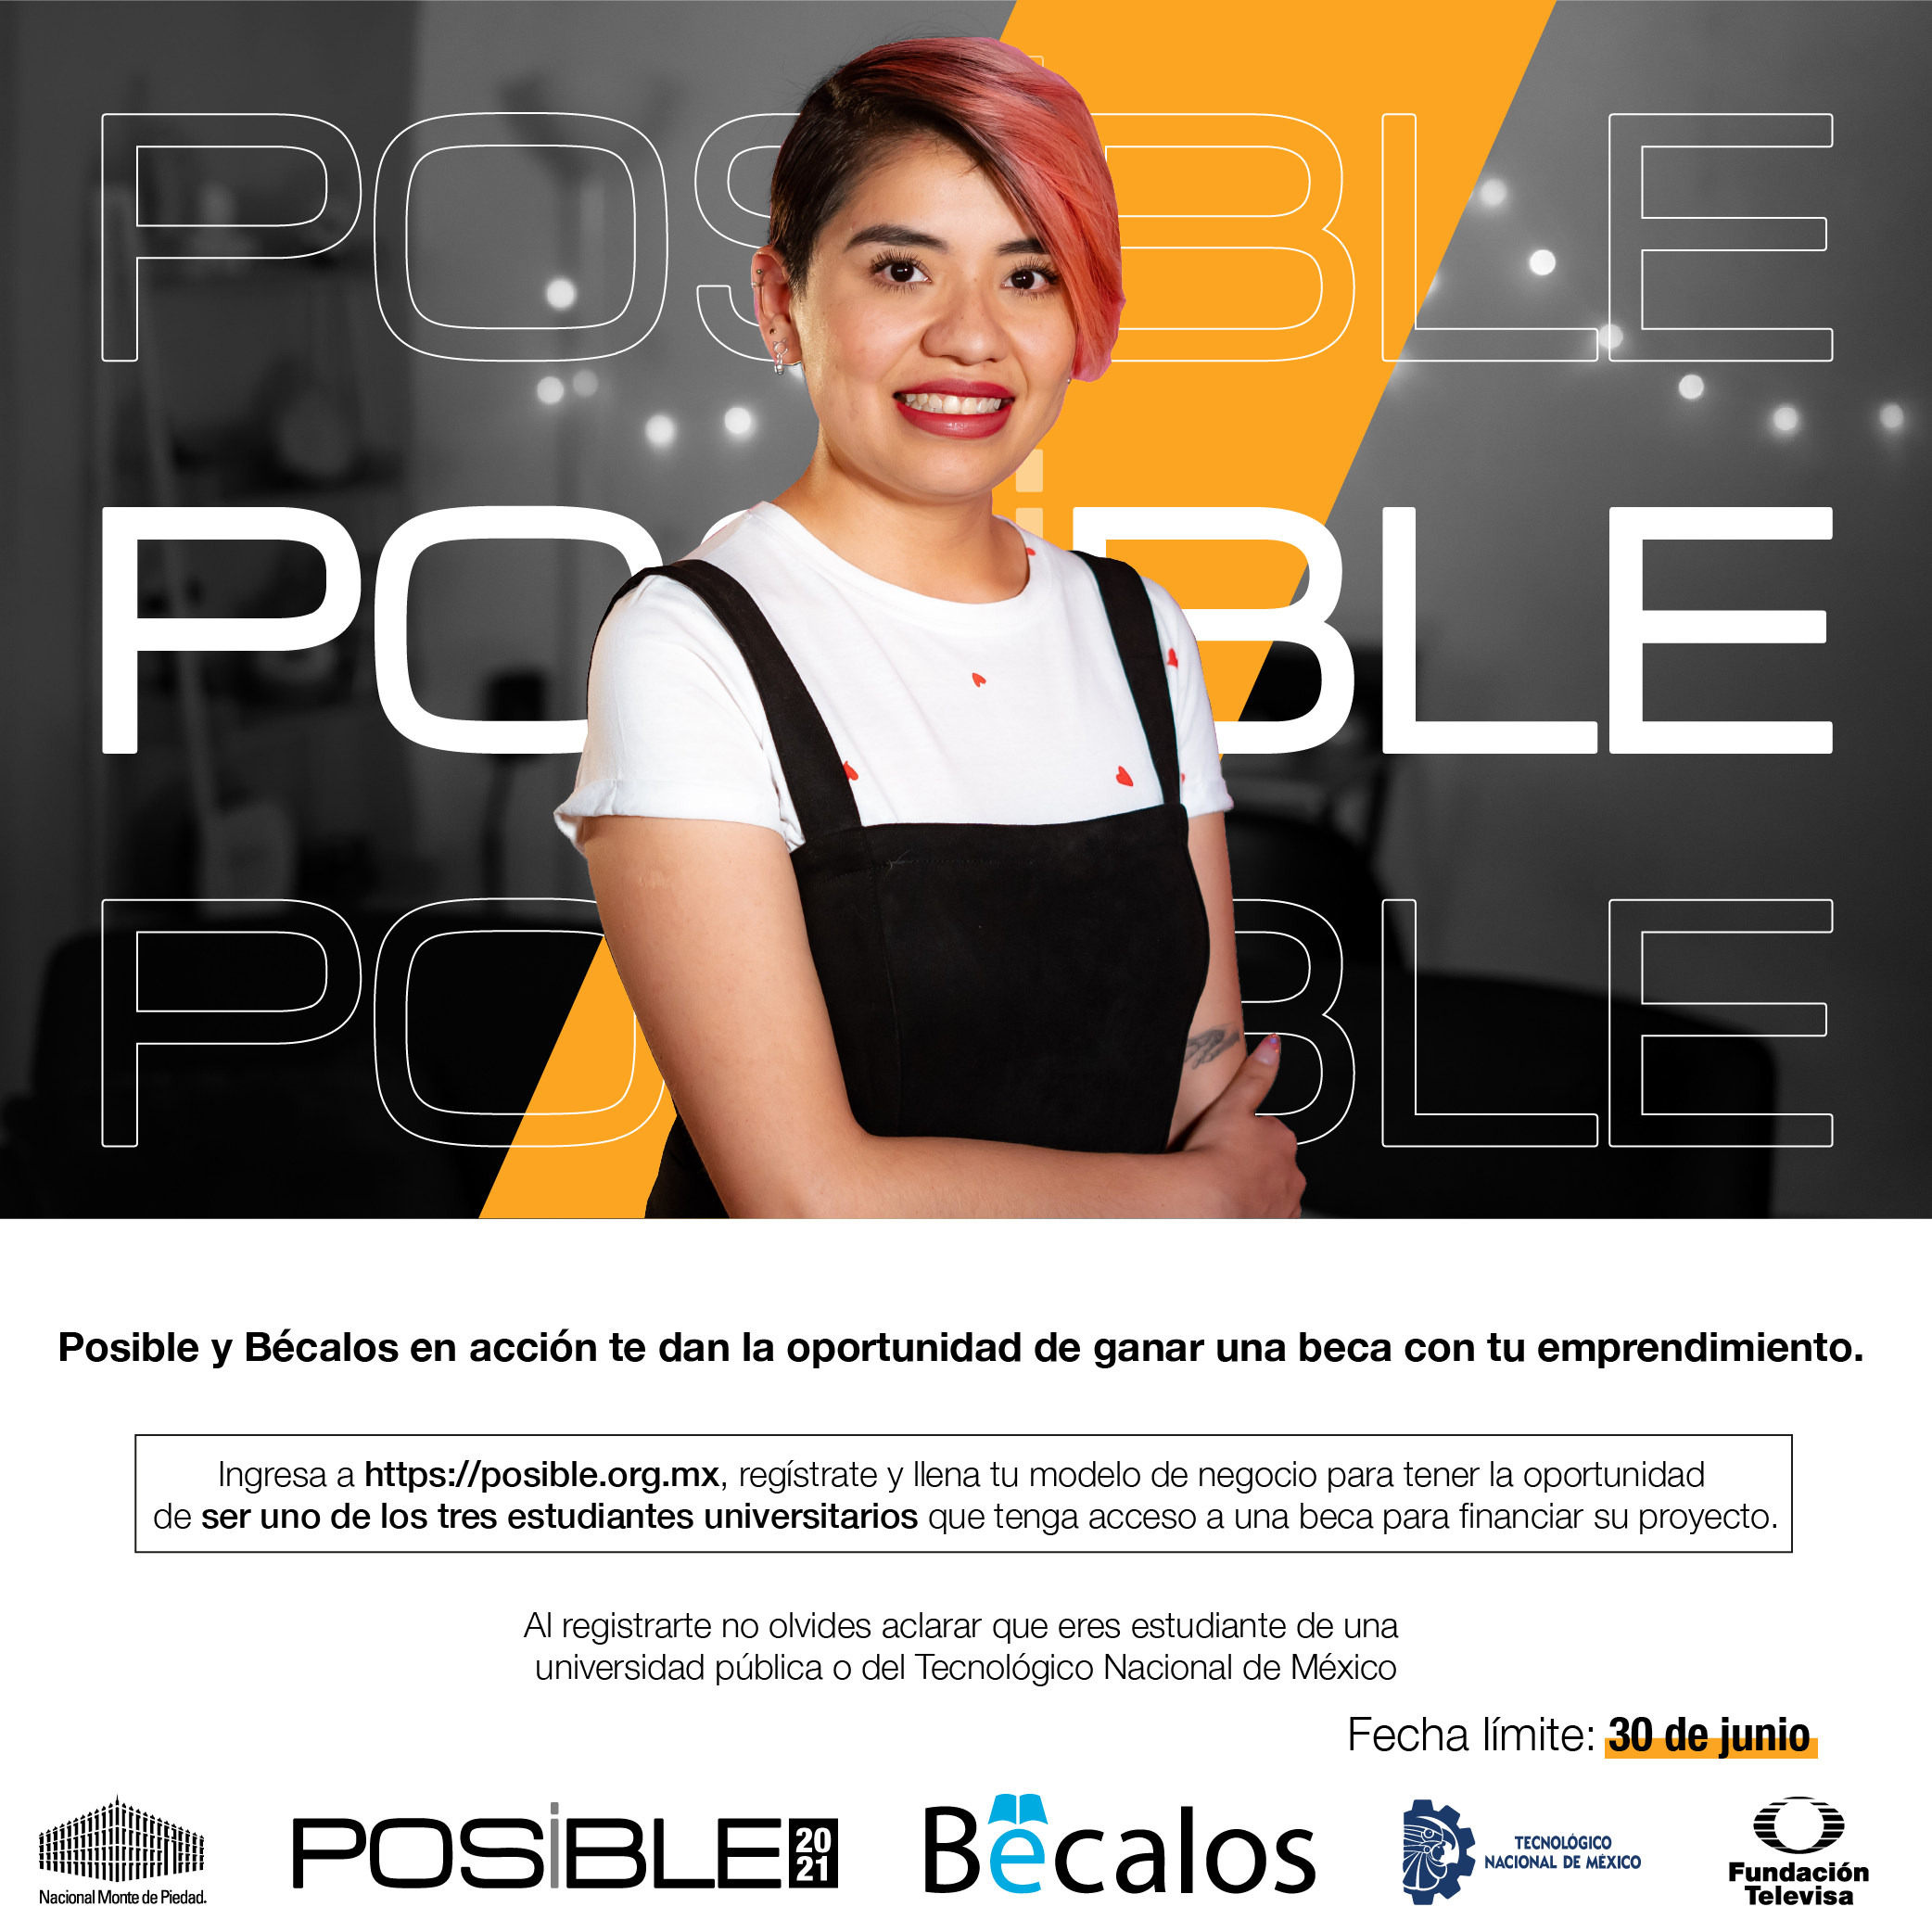 POSiBLE
POSiBLE
POSiBLE
Posible y Bécalos en acción te dan la oportunidad de ganar una beca con tu emprendimiento.
Ingresa a https://posible.org.mx, regístrate y llena tu modelo de negocio para tener la oportunidad
de ser uno de los tres estudiantes universitarios que tenga acceso a una beca para financiar su proyecto.
Al registrarte no olvides aclarar que eres estudiante de una
universidad pública o del Tecnológico Nacional de México
Fecha límite: 30 de junio
Nacional Monte de Piedad.
POSiBLE 20
21
Bécalos
TECNOLÓGICO
NACIONAL DE MÉXICO
Fundación
Televisa